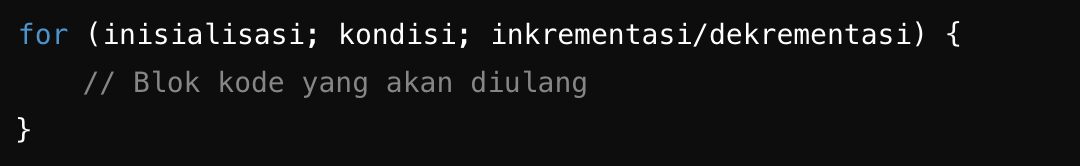 for (inisialisasi; kondisi; inkrementasi/dekrementasi) {
    // Blok kode yang akan diulang
}